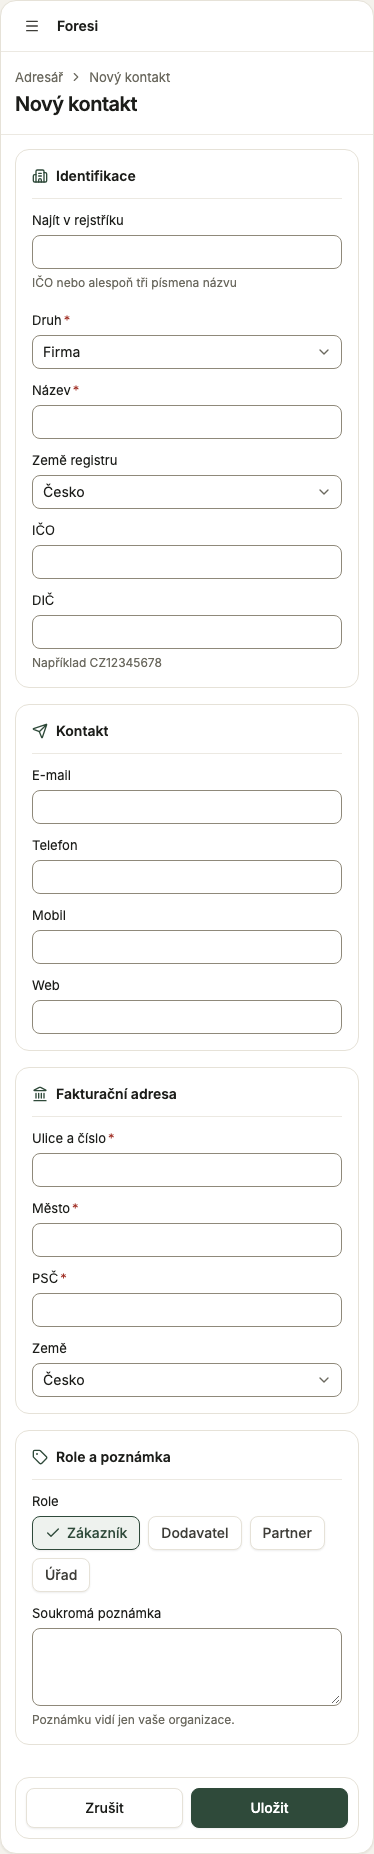 Foresi
Adresář > Nový kontakt
Nový kontakt
Identifikace
Najít v rejstříku
IČO nebo alespoň tři písmena názvu
Druh*
Firma
Název*
Země registru
Česko
IČO
DIČ
Například CZ12345678
Kontakt
E-mail
Telefon
Mobil
Web
Fakturační adresa
Ulice a číslo*
Město*
PSČ*
Země
Česko
Role a poznámka
Role
Zákazník Dodavatel Partner
Úřad
Soukromá poznámka
Poznámku vidí jen vaše organizace.
Zrušit Uložit